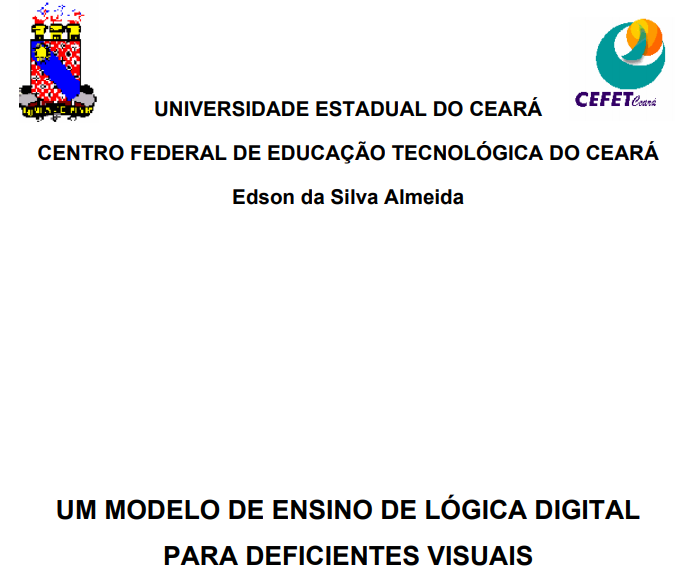 UNIVERSIDADE ESTADUAL DO CEARÁ
CEFET Ceará
CENTRO FEDERAL DE EDUCAÇÃO TECNOLÓGICA DO CEARÁ
Edson da Silva Almeida
UM MODELO DE ENSINO DE LÓGICA DIGITAL
PARA DEFICIENTES VISUAIS